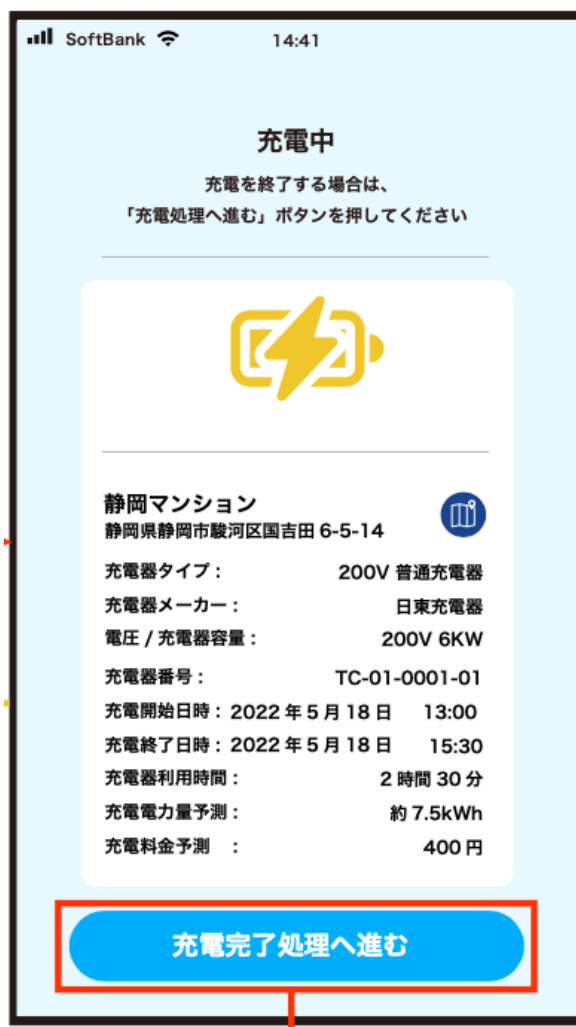 SoftBank 14:41
充電中
充電を終了する場合は、
「充電処理へ進む」ボタンを押してください
静岡マンション
静岡県静岡市駿河区国吉田 6-5-14
充電器タイプ： 200V 普通充電器
充電器メーカー： 日東充電器
電圧 / 充電器容量： 200V 6KW
充電器番号： TC-01-0001-01
充電開始日時：2022 年 5 月 18 日 13:00
充電終了日時：2022 年 5 月 18 日 15:30
充電器利用時間： 2 時間 30 分
充電電力量予測： 約 7.5kWh
充電料金予測 ： 400 円
充電完了処理へ進む